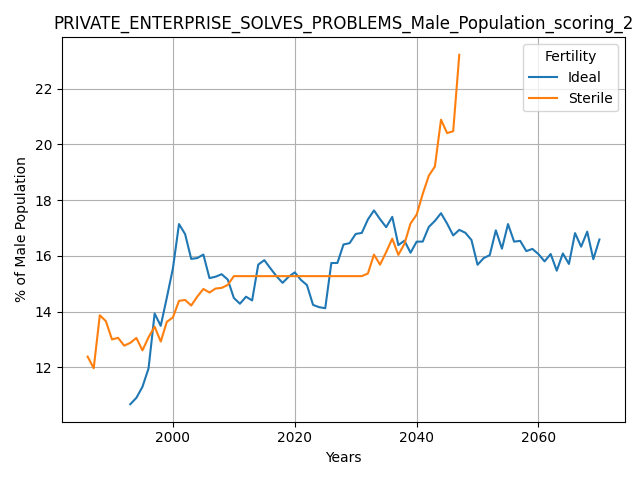 PRIVATE_ENTERPRISE_SOLVES_PROBLEMS_Male_Population_scoring_2
Fertility
Ideal
Sterile
% of Male Population
22
20
18
16
14
12
2000 2020 2040 2060
Years